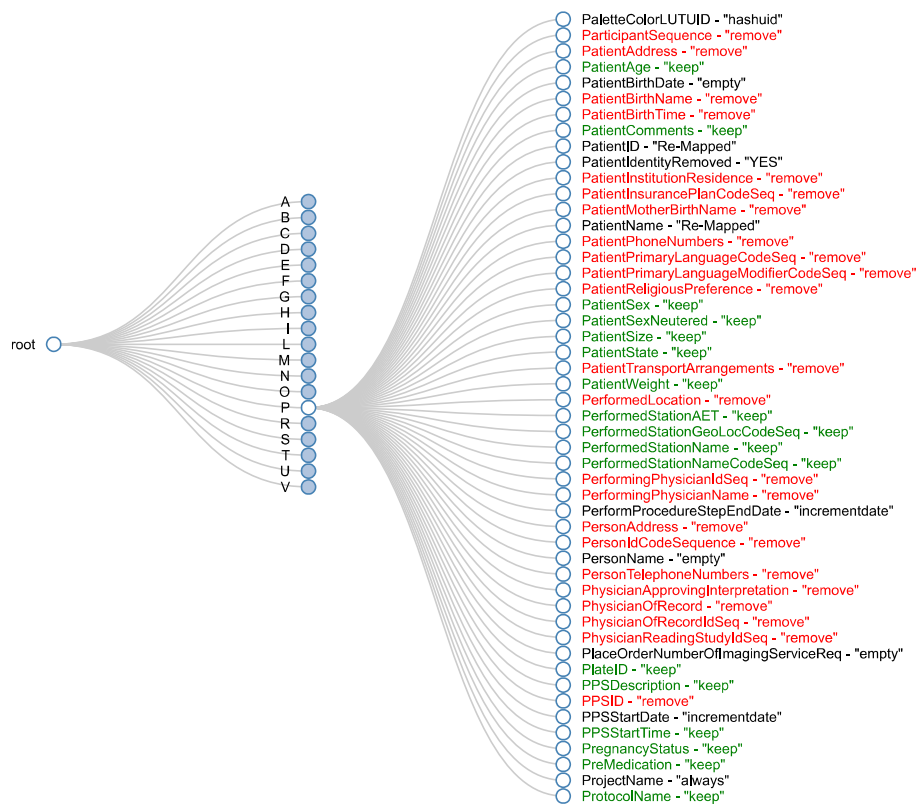 root
A
B
C
D
E
F
G
H
I
L
M
N
O
P
R
S
T
U
V
PaletteColorLUTUID - "hashuid"
ParticipantSequence - "remove"
PatientAddress - "remove"
PatientAge - "keep"
PatientBirthDate - "empty"
PatientBirthName - "remove"
PatientBirthTime - "remove"
PatientComments - "keep"
PatientID - "Re-Mapped"
PatientIdentityRemoved - "YES"
PatientInstitutionResidence - "remove"
PatientInsurancePlanCodeSeq - "remove"
PatientMotherBirthName - "remove"
PatientName - "Re-Mapped"
PatientPhoneNumbers - "remove"
PatientPrimaryLanguageCodeSeq - "remove"
PatientPrimaryLanguageModifierCodeSeq - "remove"
PatientReligiousPreference - "remove"
PatientSex - "keep"
PatientSexNeutered - "keep"
PatientSize - "keep"
PatientState - "keep"
PatientTransportArrangements - "remove"
PatientWeight - "keep"
PerformedLocation - "remove"
PerformedStationAET - "keep"
PerformedStationGeoLocCodeSeq - "keep"
PerformedStationName - "keep"
PerformedStationNameCodeSeq - "keep"
PerformingPhysicianIdSeq - "remove"
PerformingPhysicianName - "remove"
PerformProcedureStepEndDate - "incrementdate"
PersonAddress - "remove"
PersonIdCodeSequence - "remove"
PersonName - "empty"
PersonTelephoneNumbers - "remove"
PhysicianApprovingInterpretation - "remove"
PhysicianOfRecord - "remove"
PhysicianOfRecordIdSeq - "remove"
PhysicianReadingStudyIdSeq - "remove"
PlaceOrderNumberOfImagingServiceReq - "empty"
PlateID - "keep"
PPSDescription - "keep"
PPSID - "remove"
PPSStartDate - "incrementdate"
PPSStartTime - "keep"
PregnancyStatus - "keep"
PreMedication - "keep"
ProjectName - "always"
ProtocolName - "keep"